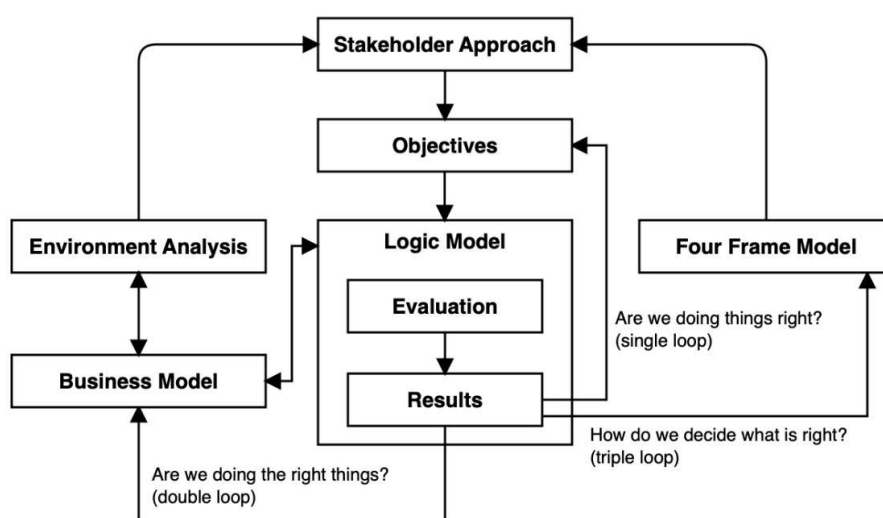 Stakeholder Approach
Objectives
Environment Analysis
Logic Model
Four Frame Model
Evaluation
Are we doing things right?
(single loop)
Business Model
Results
How do we decide what is right?
(triple loop)
Are we doing the right things?
(double loop)